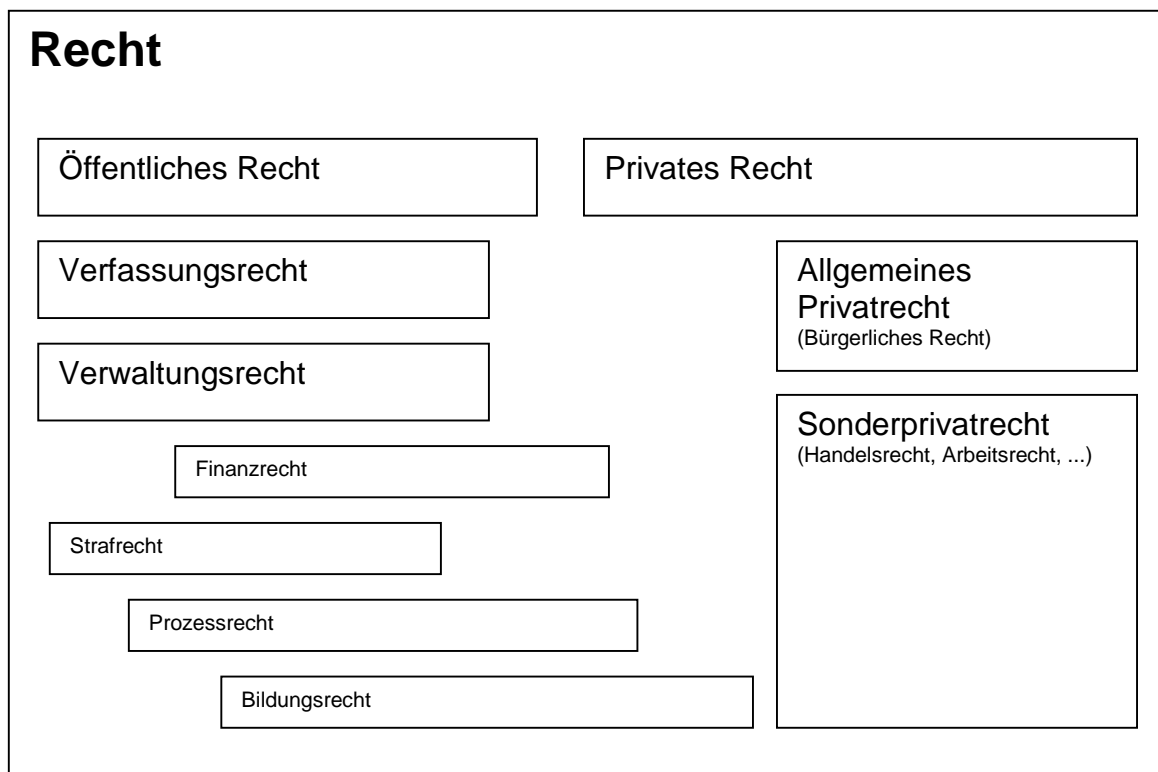 Recht
Öffentliches Recht
Privates Recht
Verfassungsrecht
Allgemeines
Privatrecht
(Bürgerliches Recht)
Verwaltungsrecht
Sonderprivatrecht
(Handelsrecht, Arbeitsrecht, ...)
Finanzrecht
Strafrecht
Prozessrecht
Bildungsrecht